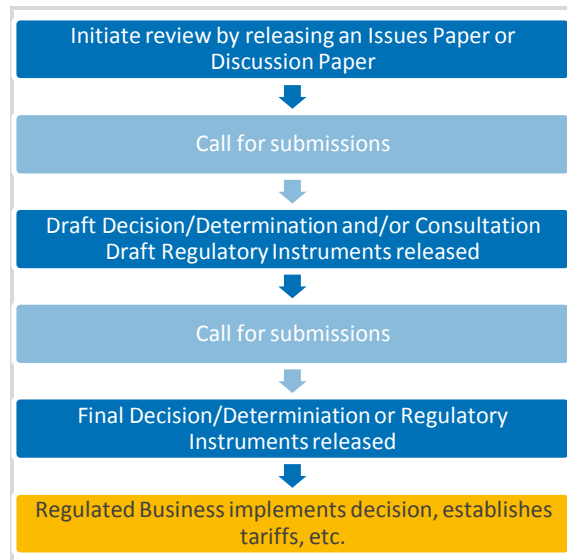 Initiate review by releasing an Issues Paper or
Discussion Paper
Call for submissions
Draft Decision/Determination and/or Consultation
Draft Regulatory Instruments released
Call for submissions
Final Decision/Determiniation or Regulatory
Instruments released
Regulated Business implements decision, establishes
tariffs, etc.